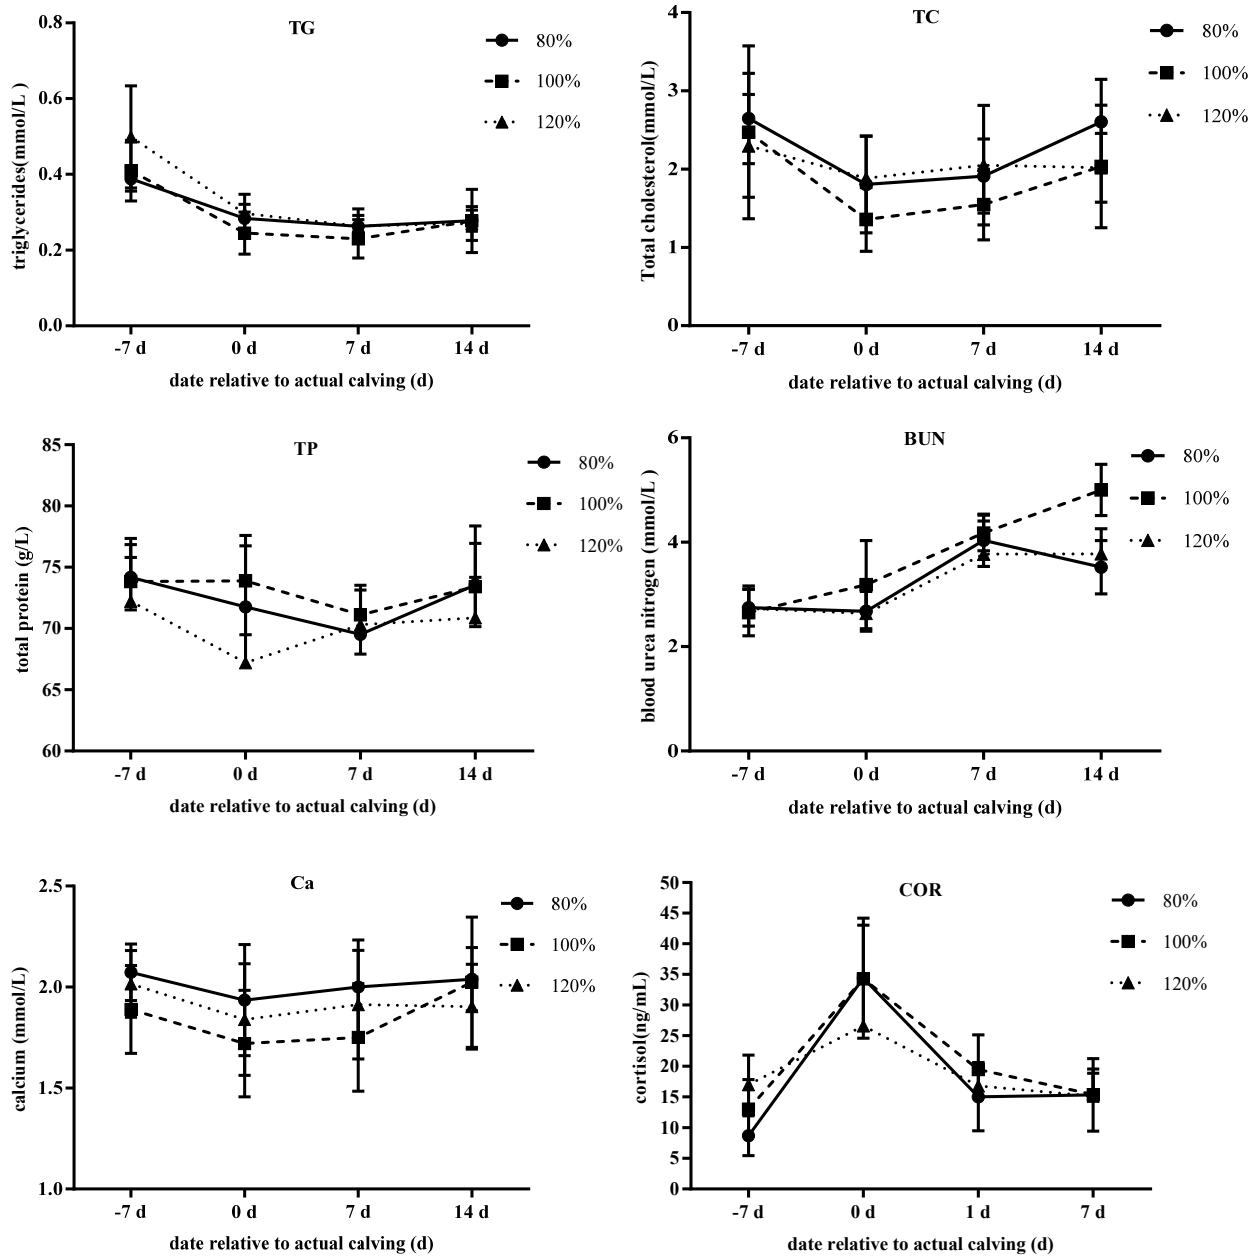 TG
80%
100%
120%
triglycerides(mmol/L )
0.8
0.6
0.4
0.2
0.0
-7 d 0 d 7 d 14 d
date relative to actual calving (d)
TC
80%
100%
120%
Total cholesterol(mmol/L)
4
3
2
1
0
-7 d 0 d 7 d 14 d
date relative to actual calving (d)
TP
80%
100%
120%
total protein (g/L)
85
80
75
70
65
60
-7 d 0 d 7 d 14 d
date relative to actual calving (d)
BUN
80%
100%
120%
blood urea nitrogen (mmol/L )
6
4
2
0
-7 d 0 d 7 d 14 d
date relative to actual calving (d)
Ca
80%
100%
120%
calcium (mmol/L)
2.5
2.0
1.5
1.0
-7 d 0 d 7 d 14 d
date relative to actual calving (d)
COR
80%
100%
120%
cortisol(ng/mL)
50
45
40
35
30
25
20
15
10
5
0
-7 d 0 d 1 d 7 d
date relative to actual calving (d)